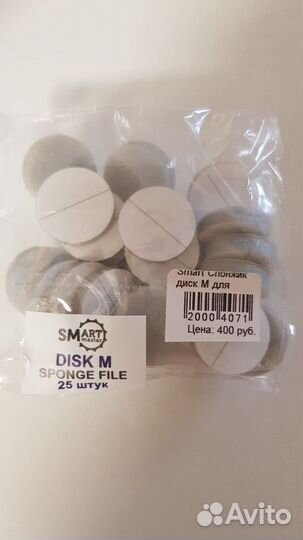 Smart Спонжик
диск М для
2000 4071
Цена: 400 руб.
SMART
master
DISK M
SPONGE FILE
25 штук
Avito